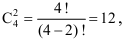 C₄² = 4! / (4−2)! = 12 ,